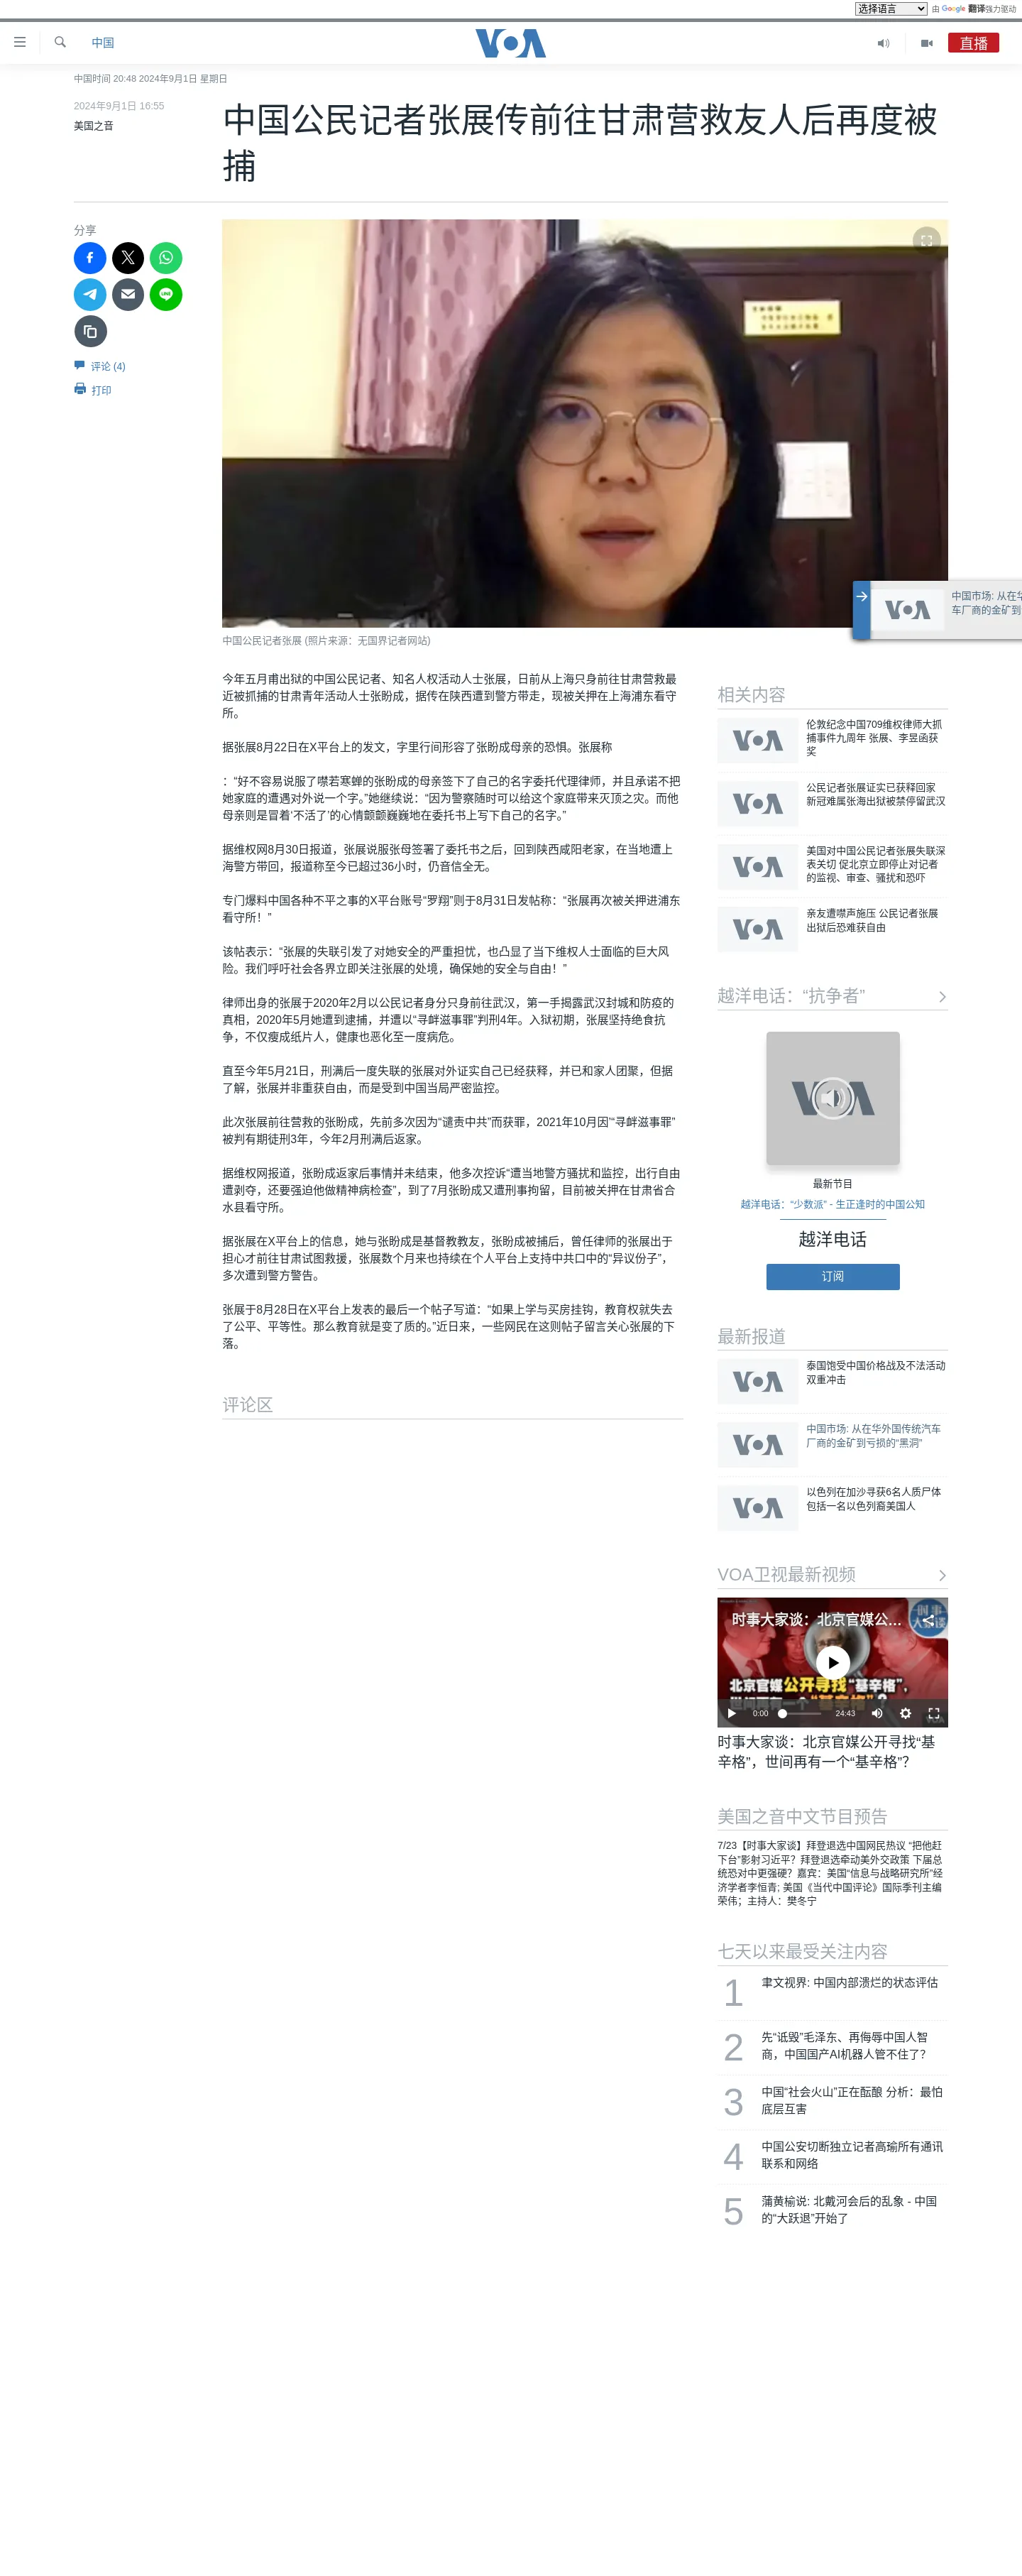 选择语言
由 Google 翻译强力驱动
中国
VOA
直播
中国时间 20:48 2024年9月1日 星期日
2024年9月1日 16:55
美国之音
中国公民记者张展传前往甘肃营救友人后再度被
捕
分享
评论 (4)
打印
中国公民记者张展 (照片来源：无国界记者网站)
VOA
中国市场: 从在华
车厂商的金矿到
今年五月甫出狱的中国公民记者、知名人权活动人士张展，日前从上海只身前往甘肃营救最
近被抓捕的甘肃青年活动人士张盼成，据传在陕西遭到警方带走，现被关押在上海浦东看守
所。
据张展8月22日在X平台上的发文，字里行间形容了张盼成母亲的恐惧。张展称
：“好不容易说服了噤若寒蝉的张盼成的母亲签下了自己的名字委托代理律师，并且承诺不把
她家庭的遭遇对外说一个字。”她继续说：“因为警察随时可以给这个家庭带来灭顶之灾。而他
母亲则是冒着‘不活了’的心情颤颤巍巍地在委托书上写下自己的名字。”
据维权网8月30日报道，张展说服张母签署了委托书之后，回到陕西咸阳老家，在当地遭上
海警方带回，报道称至今已超过36小时，仍音信全无。
专门爆料中国各种不平之事的X平台账号“罗翔”则于8月31日发帖称：“张展再次被关押进浦东
看守所！”
该帖表示：“张展的失联引发了对她安全的严重担忧，也凸显了当下维权人士面临的巨大风
险。我们呼吁社会各界立即关注张展的处境，确保她的安全与自由！”
律师出身的张展于2020年2月以公民记者身分只身前往武汉，第一手揭露武汉封城和防疫的
真相，2020年5月她遭到逮捕，并遭以“寻衅滋事罪”判刑4年。入狱初期，张展坚持绝食抗
争，不仅瘦成纸片人，健康也恶化至一度病危。
直至今年5月21日，刑满后一度失联的张展对外证实自己已经获释，并已和家人团聚，但据
了解，张展并非重获自由，而是受到中国当局严密监控。
此次张展前往营救的张盼成，先前多次因为“谴责中共”而获罪，2021年10月因“‘寻衅滋事罪”
被判有期徒刑3年，今年2月刑满后返家。
据维权网报道，张盼成返家后事情并未结束，他多次控诉“遭当地警方骚扰和监控，出行自由
遭剥夺，还要强迫他做精神病检查”，到了7月张盼成又遭刑事拘留，目前被关押在甘肃省合
水县看守所。
据张展在X平台上的信息，她与张盼成是基督教教友，张盼成被捕后，曾任律师的张展出于
担心才前往甘肃试图救援，张展数个月来也持续在个人平台上支持中共口中的“异议份子”，
多次遭到警方警告。
张展于8月28日在X平台上发表的最后一个帖子写道：“如果上学与买房挂钩，教育权就失去
了公平、平等性。那么教育就是变了质的。”近日来，一些网民在这则帖子留言关心张展的下
落。
评论区
相关内容
VOA
伦敦纪念中国709维权律师大抓
捕事件九周年 张展、李昱函获
奖
VOA
公民记者张展证实已获释回家
新冠难属张海出狱被禁停留武汉
VOA
美国对中国公民记者张展失联深
表关切 促北京立即停止对记者
的监视、审查、骚扰和恐吓
VOA
亲友遭噤声施压 公民记者张展
出狱后恐难获自由
越洋电话：“抗争者”
VOA
最新节目
越洋电话：“少数派” - 生正逢时的中国公知
越洋电话
订阅
最新报道
VOA
泰国饱受中国价格战及不法活动
双重冲击
VOA
中国市场: 从在华外国传统汽车
厂商的金矿到亏损的“黑洞”
VOA
以色列在加沙寻获6名人质尸体
包括一名以色列裔美国人
VOA卫视最新视频
时事大家谈：北京官媒公...
时事
大家谈
北京官媒公开寻找“基辛格”，
世间再有一个“基辛格”？
VOA
0:00
24:43
时事大家谈：北京官媒公开寻找“基
辛格”，世间再有一个“基辛格”？
美国之音中文节目预告
7/23【时事大家谈】拜登退选中国网民热议 “把他赶
下台”影射习近平？拜登退选牵动美外交政策 下届总
统恐对中更强硬？嘉宾：美国“信息与战略研究所”经
济学者李恒青; 美国《当代中国评论》国际季刊主编
荣伟；主持人：樊冬宁
七天以来最受关注内容
1
聿文视界: 中国内部溃烂的状态评估
2
先“诋毁”毛泽东、再侮辱中国人智
商，中国国产AI机器人管不住了？
3
中国“社会火山”正在酝酿 分析：最怕
底层互害
4
中国公安切断独立记者高瑜所有通讯
联系和网络
5
蒲黄榆说: 北戴河会后的乱象 - 中国
的“大跃退”开始了